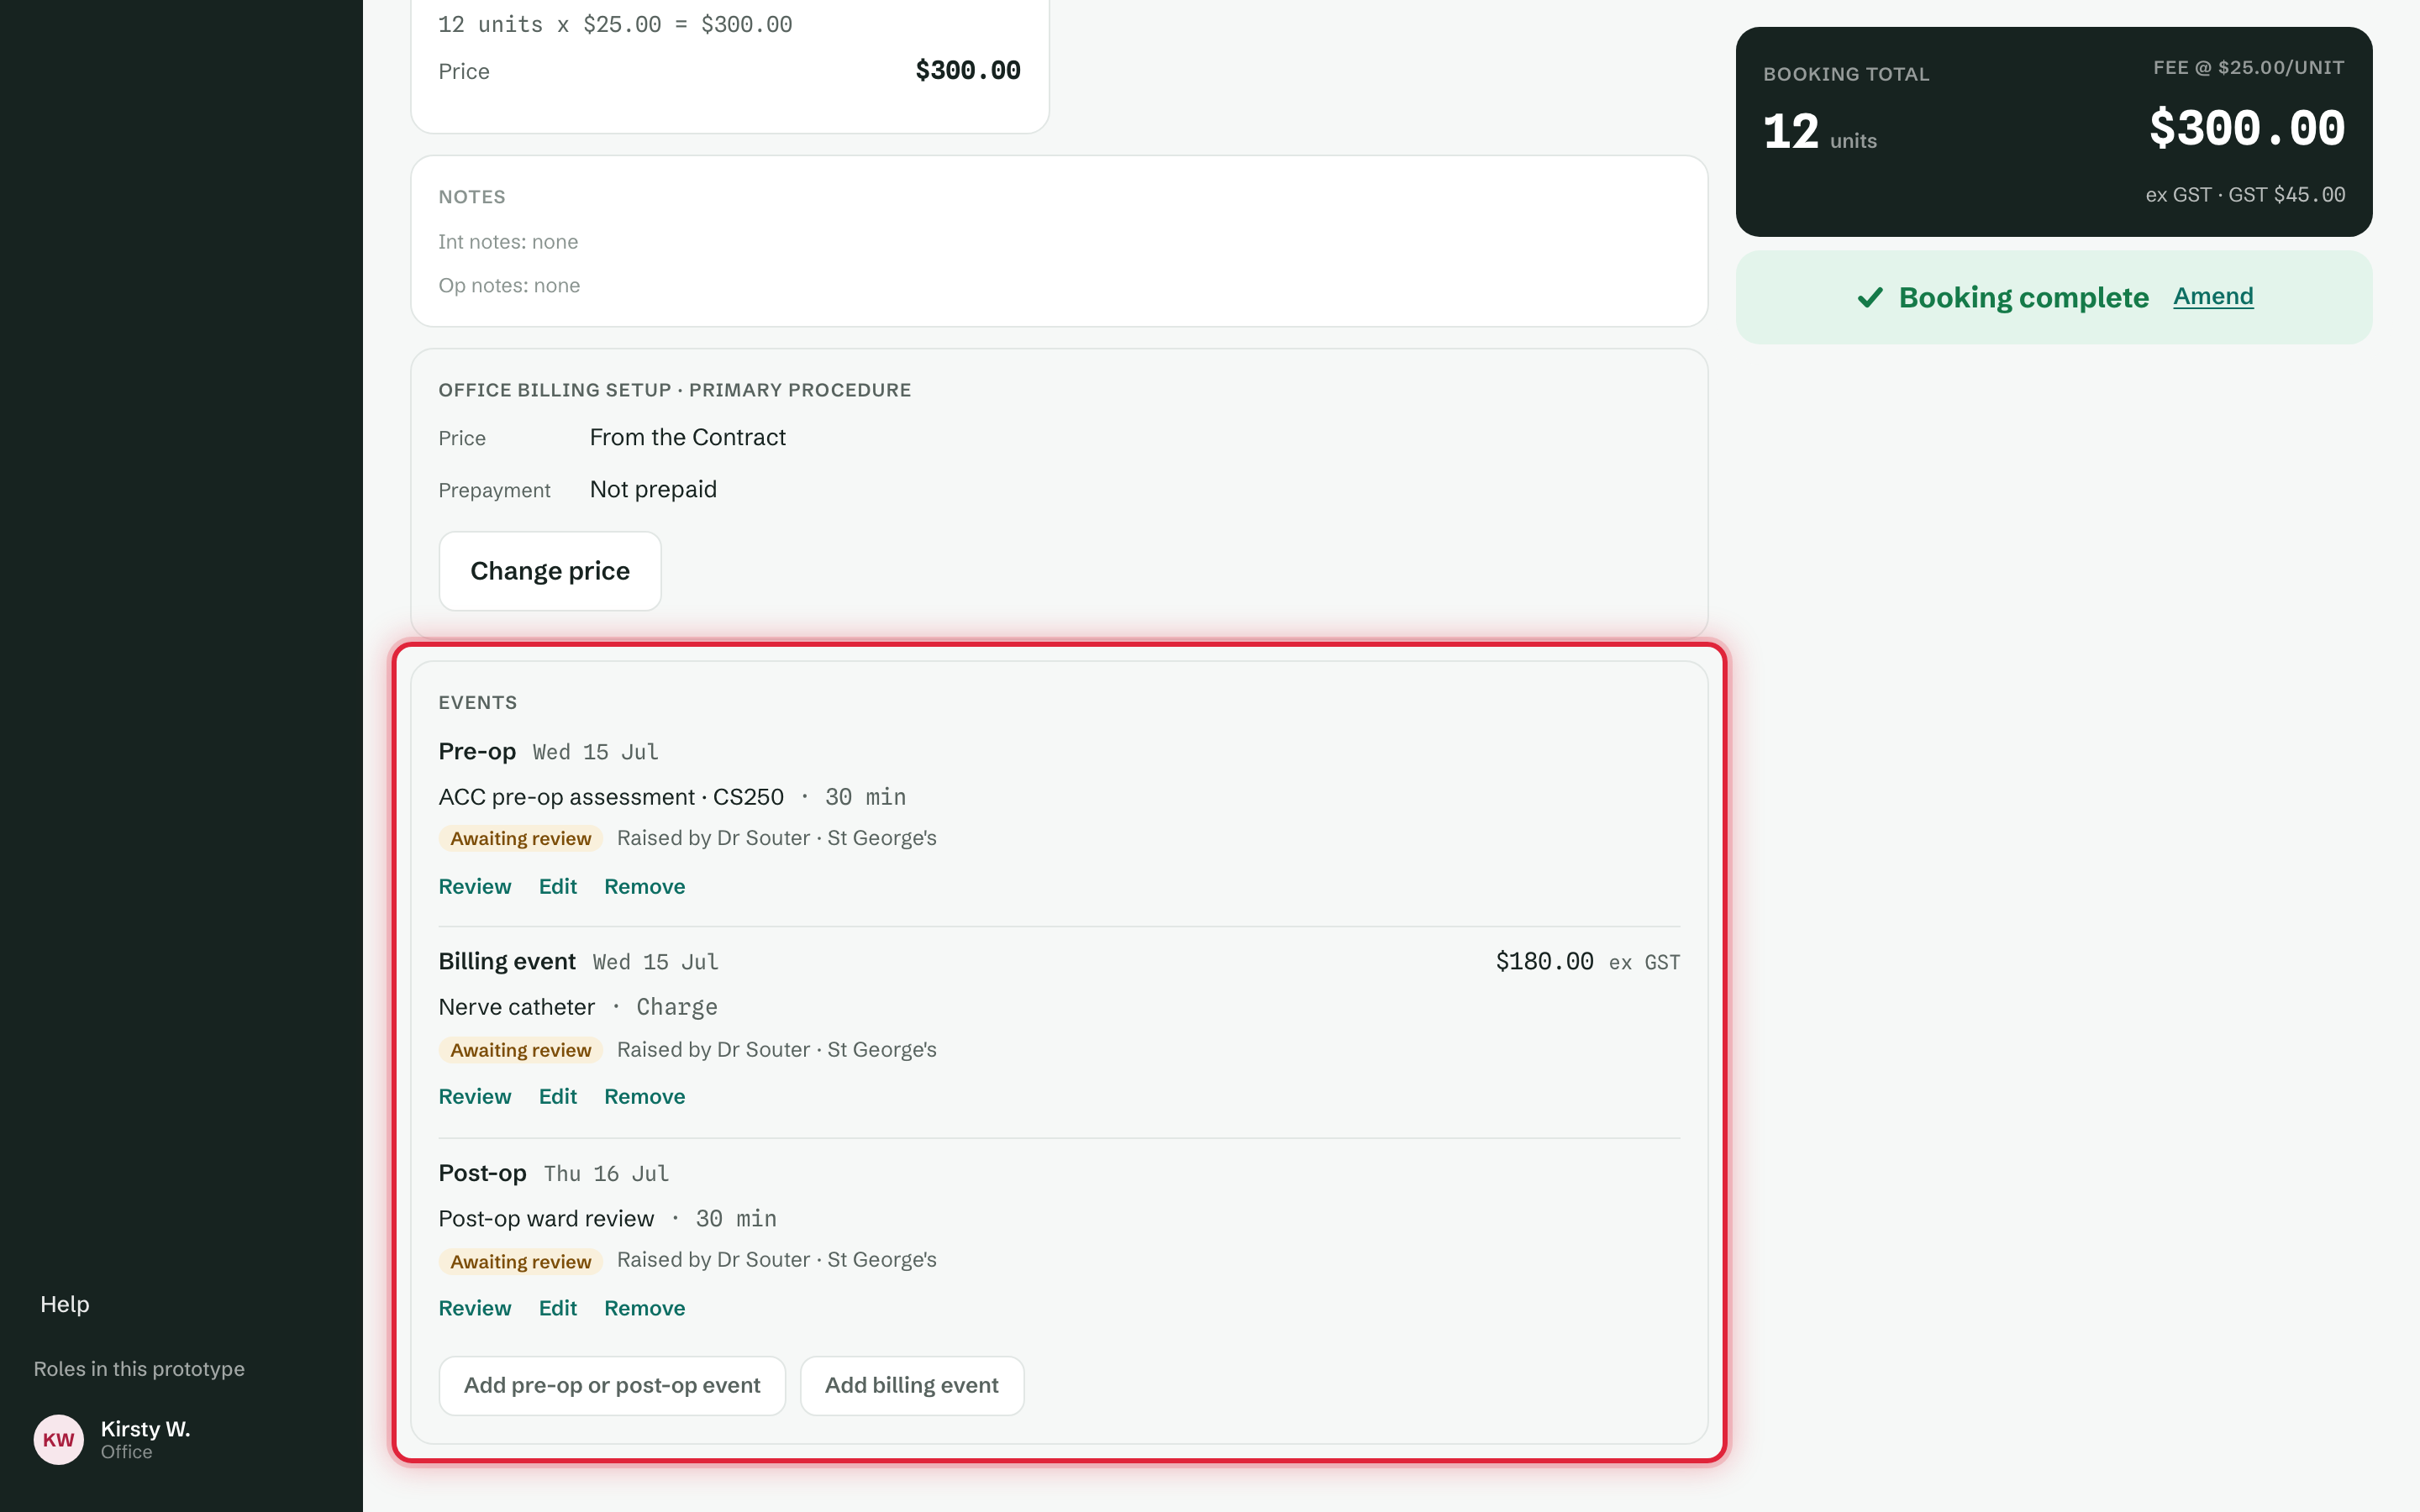 12 units x $25.00 = $300.00
Price $300.00
NOTES
Int notes: none
Op notes: none
OFFICE BILLING SETUP · PRIMARY PROCEDURE
Price From the Contract
Prepayment Not prepaid
Change price
EVENTS
Pre-op Wed 15 Jul
ACC pre-op assessment · CS250 · 30 min
Awaiting review Raised by Dr Souter · St George's
Review Edit Remove
Billing event Wed 15 Jul $180.00 ex GST
Nerve catheter · Charge
Awaiting review Raised by Dr Souter · St George's
Review Edit Remove
Post-op Thu 16 Jul
Post-op ward review · 30 min
Awaiting review Raised by Dr Souter · St George's
Review Edit Remove
Add pre-op or post-op event Add billing event
BOOKING TOTAL FEE @ $25.00/UNIT
12 units $300.00
ex GST · GST $45.00
Booking complete Amend
Help
Roles in this prototype
KW Kirsty W.
Office